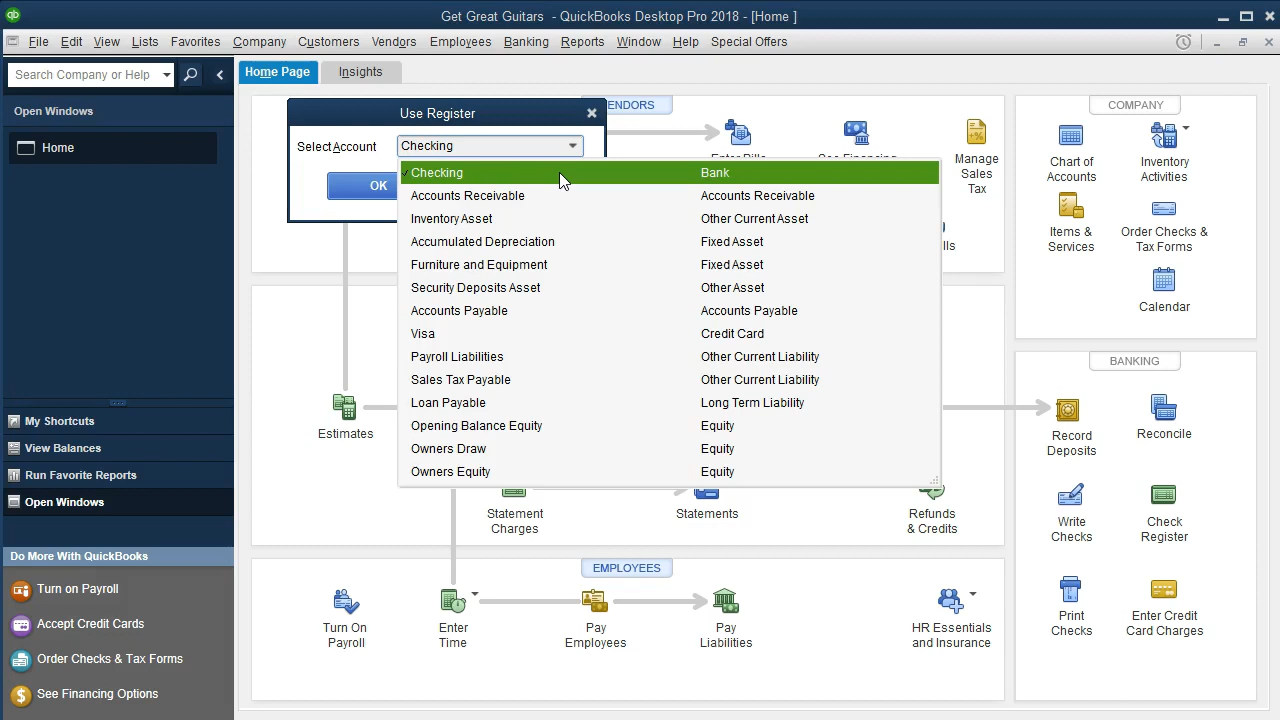 Get Great Guitars - QuickBooks Desktop Pro 2018 - [Home ]
File Edit View Lists Favorites Company Customers Vendors Employees Banking Reports Window Help Special Offers
Search Company or Help
Home Page Insights
Open Windows
Home
My Shortcuts
View Balances
Run Favorite Reports
Open Windows
Do More With QuickBooks
Turn on Payroll
Accept Credit Cards
Order Checks & Tax Forms
See Financing Options
Use Register
Select Account Checking
OK
Checking Bank
Accounts Receivable Accounts Receivable
Inventory Asset Other Current Asset
Accumulated Depreciation Fixed Asset
Furniture and Equipment Fixed Asset
Security Deposits Asset Other Asset
Accounts Payable Accounts Payable
Visa Credit Card
Payroll Liabilities Other Current Liability
Sales Tax Payable Other Current Liability
Loan Payable Long Term Liability
Opening Balance Equity Equity
Owners Draw Equity
Owners Equity Equity
ENDORS
Manage
Sales
Tax
Estimates
Statement
Charges
Statements
Refunds
& Credits
EMPLOYEES
Turn On
Payroll
Enter
Time
Pay
Employees
Pay
Liabilities
HR Essentials
and Insurance
COMPANY
Chart of
Accounts
Inventory
Activities
Items &
Services
Order Checks &
Tax Forms
Calendar
BANKING
Record
Deposits
Reconcile
Write
Checks
Check
Register
Print
Checks
Enter Credit
Card Charges